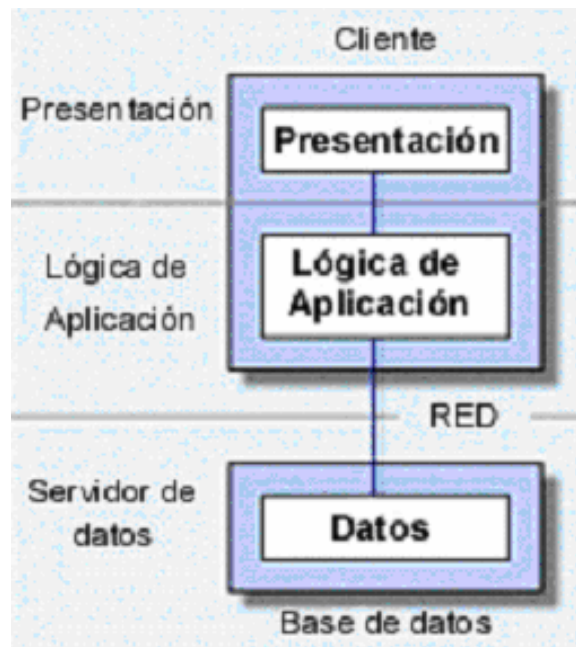 Cliente
Presentación
Presentación
Lógica de
Aplicación
Lógica de
Aplicación
RED
Servidor de
datos
Datos
Base de datos